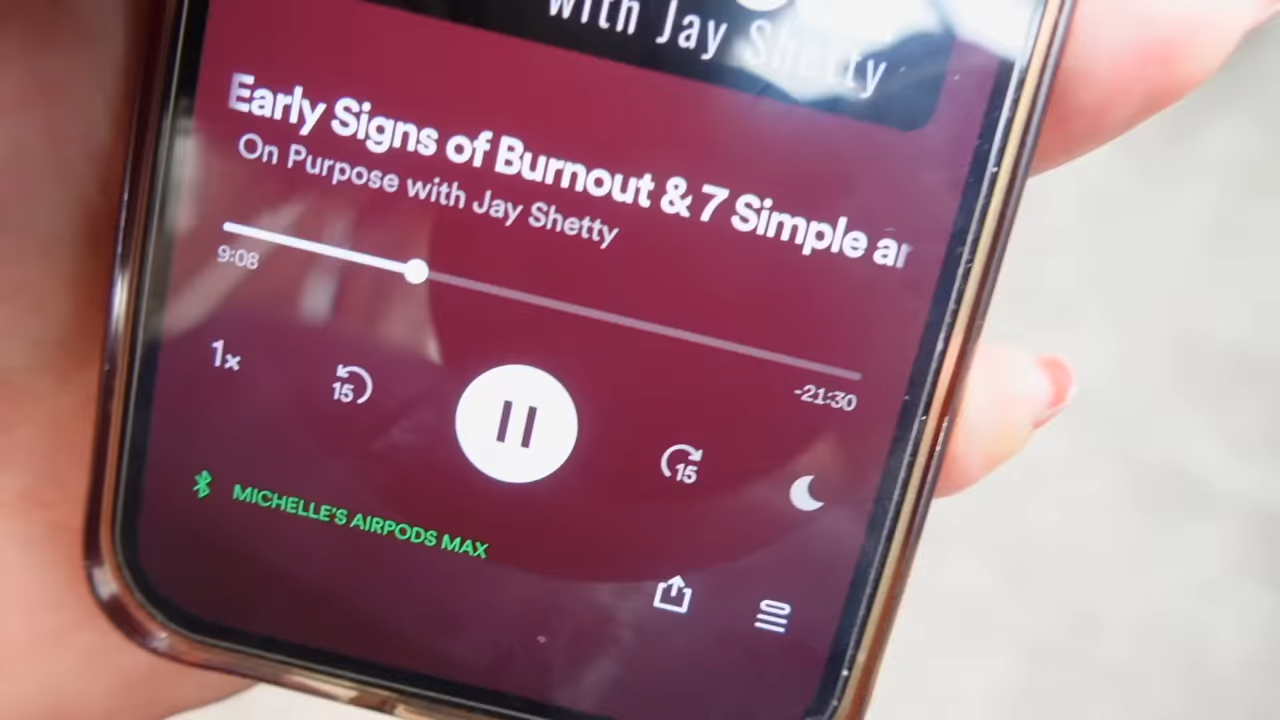 with Jay Shetty
Early Signs of Burnout & 7 Simple ar
On Purpose with Jay Shetty
9:08
-21:30
1x
15
15
MICHELLE'S AIRPODS MAX